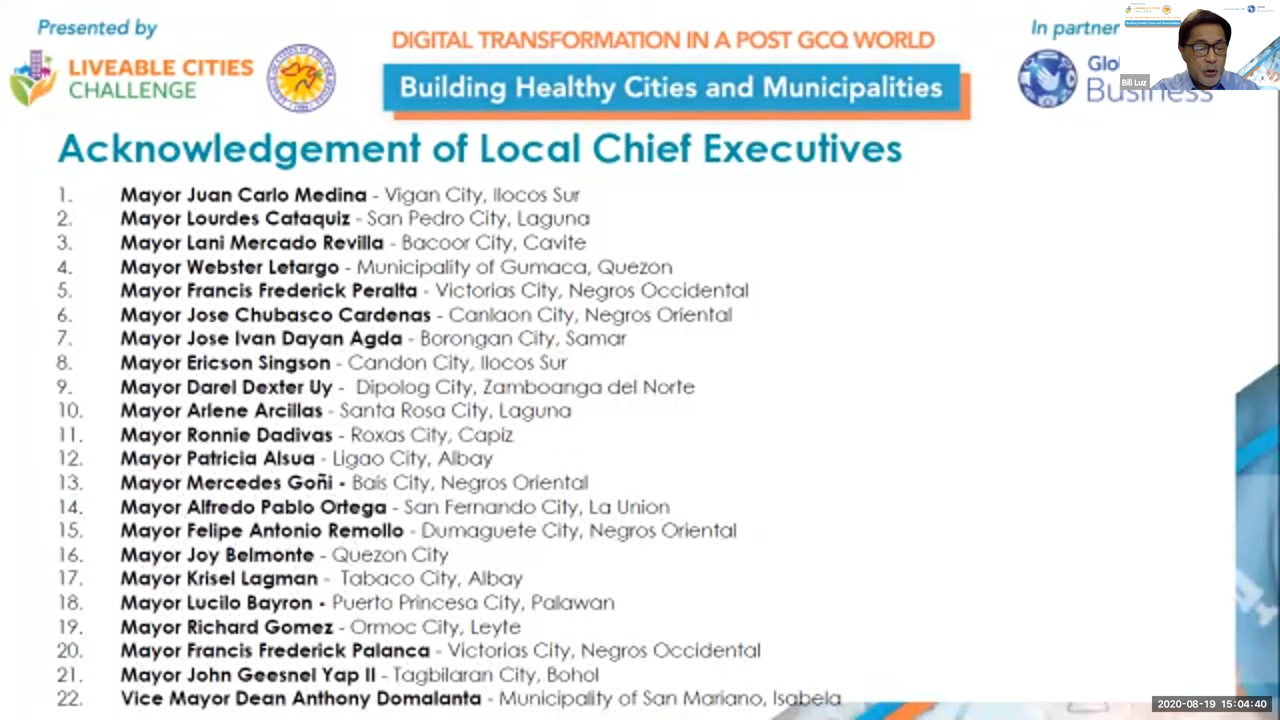 Presented by
LIVEABLE CITIES
CHALLENGE
DIGITAL TRANSFORMATION IN A POST GCQ WORLD
Building Healthy Cities and Municipalities
In partner
Glo
Business
Bill Luz
Acknowledgement of Local Chief Executives
1. Mayor Juan Carlo Medina - Vigan City, Ilocos Sur
2. Mayor Lourdes Cataquiz - San Pedro City, Laguna
3. Mayor Lani Mercado Revilla - Bacoor City, Cavite
4. Mayor Webster Letargo - Municipality of Gumaca, Quezon
5. Mayor Francis Frederick Peralta - Victorias City, Negros Occidental
6. Mayor Jose Chubasco Cardenas - Canlaon City, Negros Oriental
7. Mayor Jose Ivan Dayan Agda - Borongan City, Samar
8. Mayor Ericson Singson - Candon City, Ilocos Sur
9. Mayor Darel Dexter Uy - Dipolog City, Zamboanga del Norte
10. Mayor Arlene Arcillas - Santa Rosa City, Laguna
11. Mayor Ronnie Dadivas - Roxas City, Capiz
12. Mayor Patricia Alsua - Ligao City, Albay
13. Mayor Mercedes Goñi - Bais City, Negros Oriental
14. Mayor Alfredo Pablo Ortega - San Fernando City, La Union
15. Mayor Felipe Antonio Remollo - Dumaguete City, Negros Oriental
16. Mayor Joy Belmonte - Quezon City
17. Mayor Krisel Lagman - Tabaco City, Albay
18. Mayor Lucilo Bayron - Puerto Princesa City, Palawan
19. Mayor Richard Gomez - Ormoc City, Leyte
20. Mayor Francis Frederick Palanca - Victorias City, Negros Occidental
21. Mayor John Geesnel Yap II - Tagbilaran City, Bohol
22. Vice Mayor Dean Anthony Domalanta - Municipality of San Mariano, Isabela
2020-08-19 15:04:40